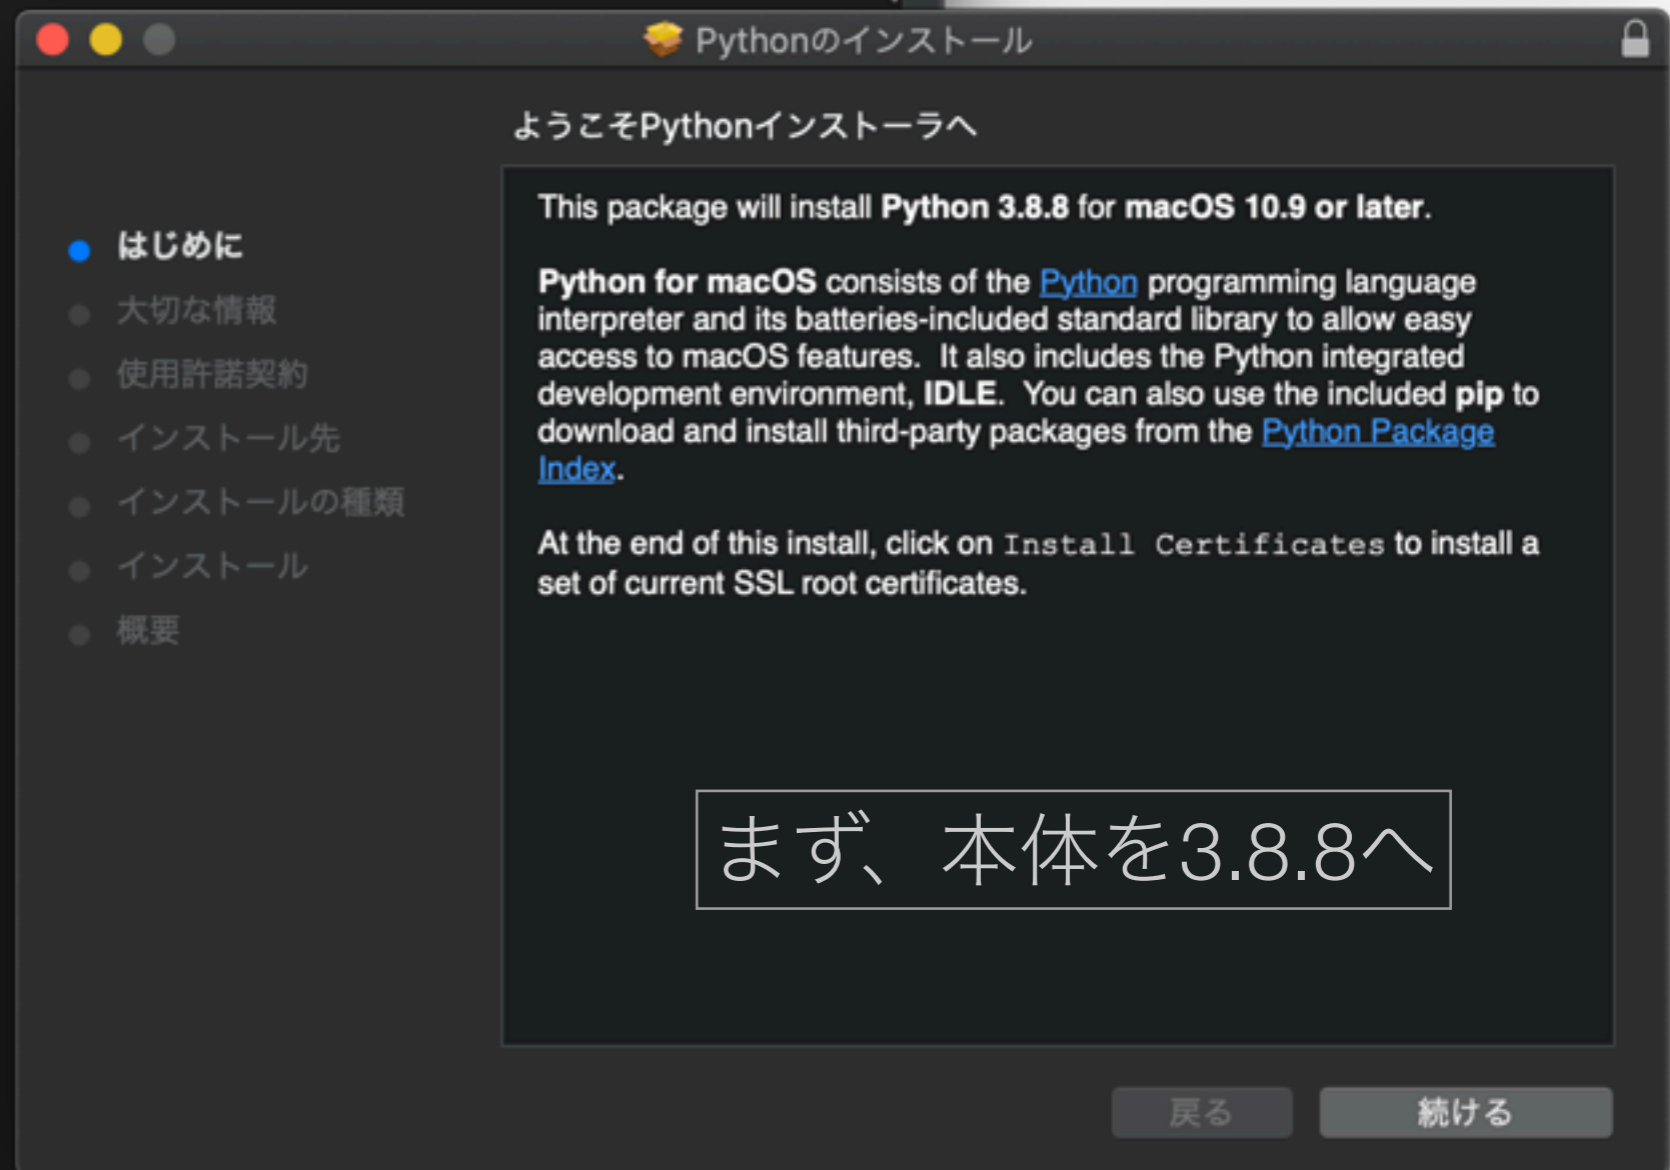 Pythonのインストール
ようこそPythonインストーラへ
はじめに
大切な情報
使用許諾契約
インストール先
インストールの種類
インストール
概要
This package will install Python 3.8.8 for macOS 10.9 or later.
Python for macOS consists of the Python programming language
interpreter and its batteries-included standard library to allow easy
access to macOS features.  It also includes the Python integrated
development environment, IDLE.  You can also use the included pip to
download and install third-party packages from the Python Package
Index.
At the end of this install, click on Install Certificates to install a
set of current SSL root certificates.
まず、本体を3.8.8へ
戻る
続ける